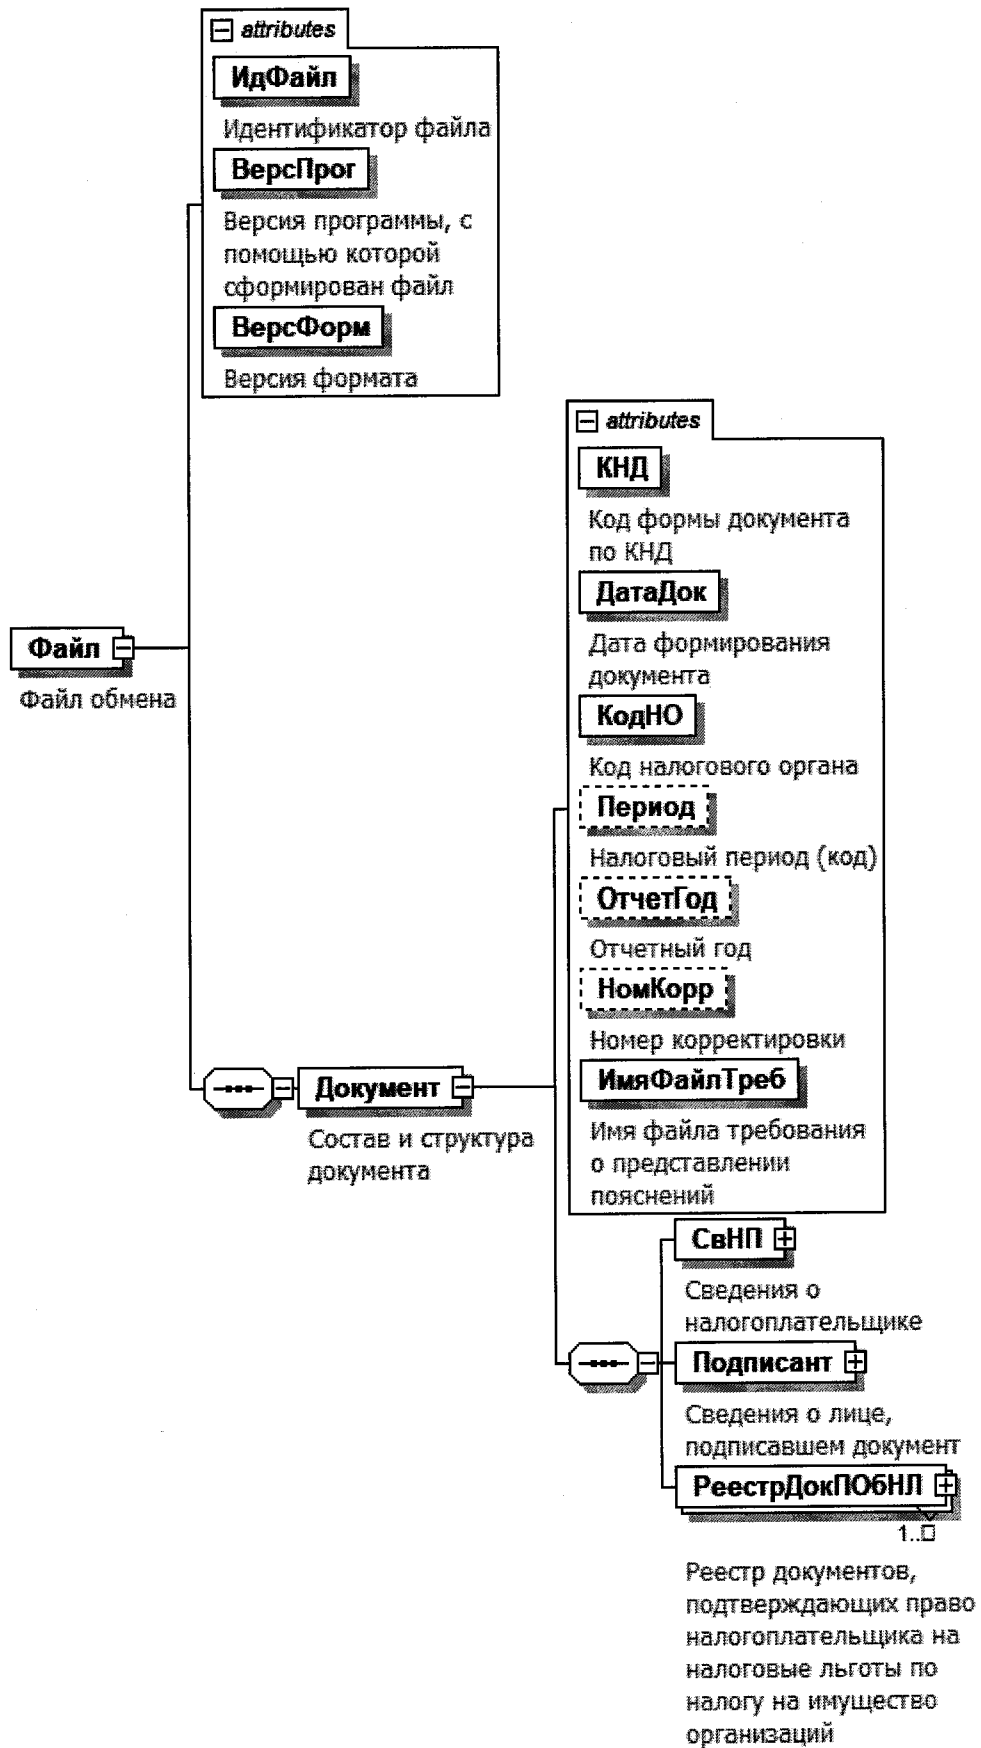 attributes
ИдФайл
Идентификатор файла
ВерсПрог
Версия программы, с
помощью которой
сформирован файл
ВерсФорм
Версия формата
Файл
Файл обмена
attributes
КНД
Код формы документа
по КНД
ДатаДок
Дата формирования
документа
КодНО
Код налогового органа
Период
Налоговый период (код)
ОтчетГод
Отчетный год
НомКорр
Номер корректировки
ИмяФайлТреб
Имя файла требования
о представлении
пояснений
Документ
Состав и структура
документа
СвНП
Сведения о
налогоплательщике
Подписант
Сведения о лице,
подписавшем документ
РеестрДокПОбНЛ
1..□
Реестр документов,
подтверждающих право
налогоплательщика на
налоговые льготы по
налогу на имущество
организаций